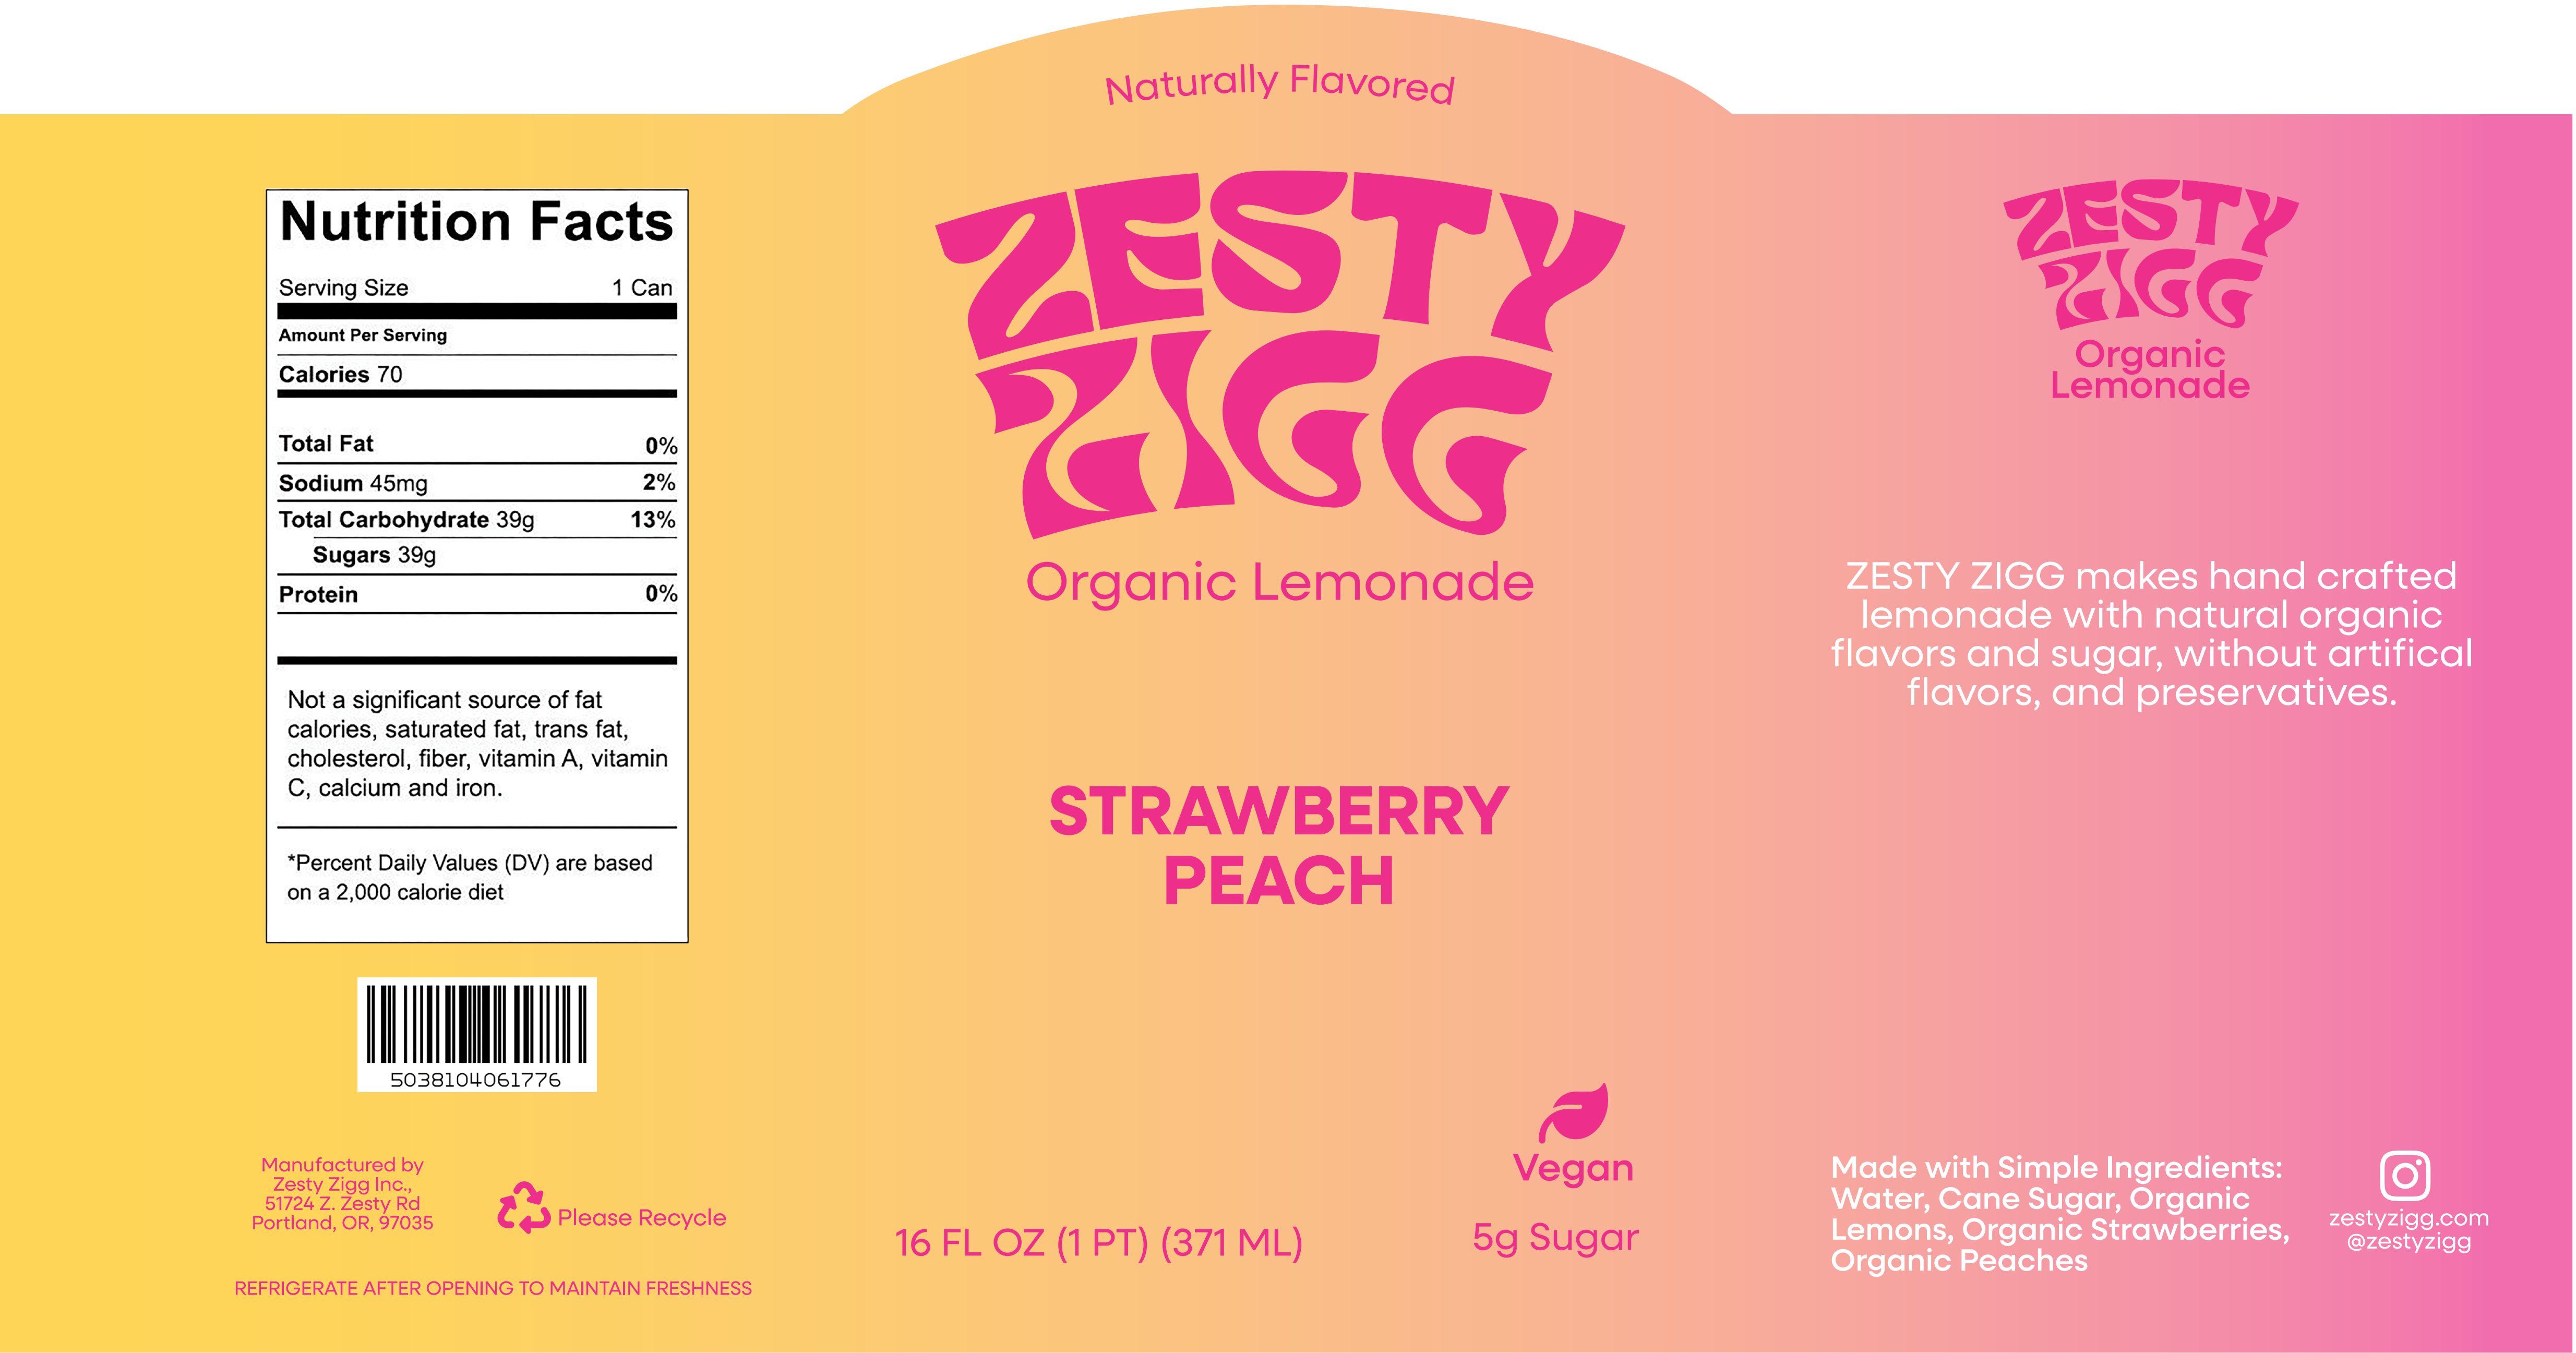 Naturally Flavored
ZESTY
ZIGG
Organic Lemonade
STRAWBERRY
PEACH
Vegan
5g Sugar
16 FL OZ (1 PT) (371 ML)
Nutrition Facts
Serving Size 1 Can
Amount Per Serving
Calories 70
Total Fat 0%
Sodium 45mg 2%
Total Carbohydrate 39g 13%
Sugars 39g
Protein 0%
Not a significant source of fat
calories, saturated fat, trans fat,
cholesterol, fiber, vitamin A, vitamin
C, calcium and iron.
*Percent Daily Values (DV) are based
on a 2,000 calorie diet
5038104061776
Manufactured by
Zesty Zigg Inc.,
51724 Z. Zesty Rd
Portland, OR, 97035
Please Recycle
REFRIGERATE AFTER OPENING TO MAINTAIN FRESHNESS
ZESTY
ZIGG
Organic
Lemonade
ZESTY ZIGG makes hand crafted
lemonade with natural organic
flavors and sugar, without artifical
flavors, and preservatives.
Made with Simple Ingredients:
Water, Cane Sugar, Organic
Lemons, Organic Strawberries,
Organic Peaches
zestyzigg.com
@zestyzigg